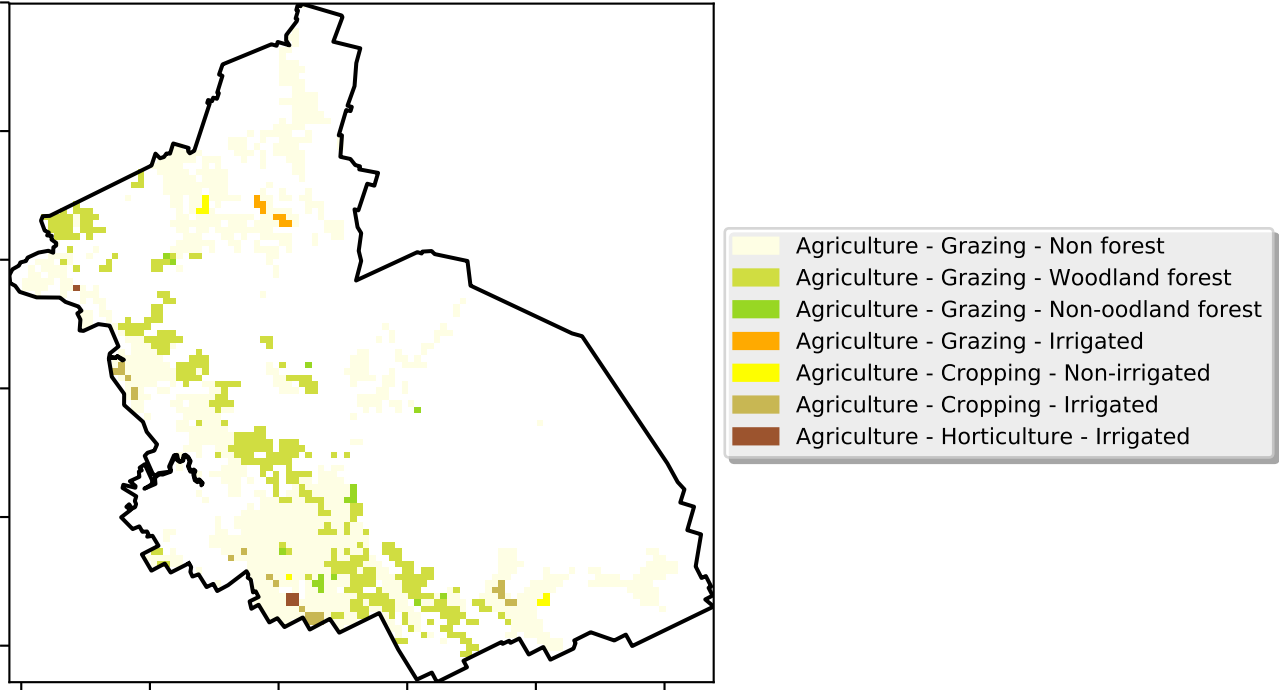 Agriculture - Grazing - Non forest
Agriculture - Grazing - Woodland forest
Agriculture - Grazing - Non-oodland forest
Agriculture - Grazing - Irrigated
Agriculture - Cropping - Non-irrigated
Agriculture - Cropping - Irrigated
Agriculture - Horticulture - Irrigated